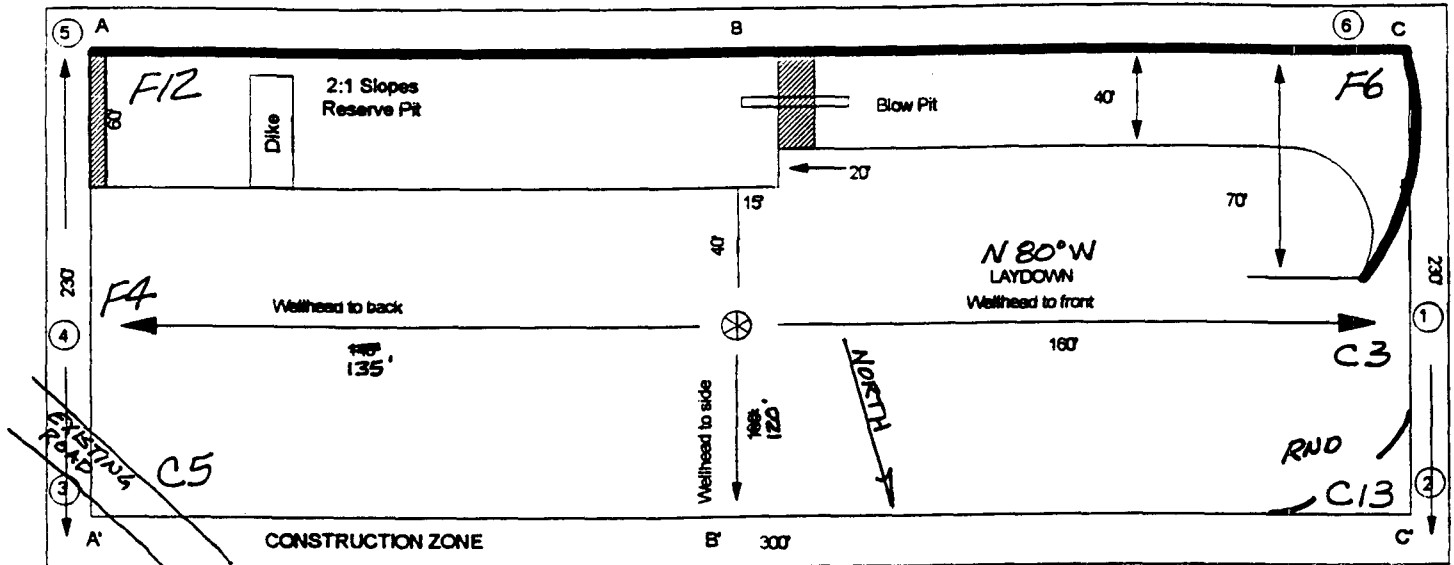 5 A B 6 C
F12
2:1 Slopes
Reserve Pit
60'
Dike
Blow Pit
40'
F6
20'
15'
70'
40'
N 80° W
LAYDOWN
Wellhead to front
230'
F4
Wellhead to back
230'
4
135'
160'
1
C3
NORTH
Wellhead to side
120'
EXISTING
ROAD
C5
3
RND
C13
2
A' CONSTRUCTION ZONE B' 300' C'